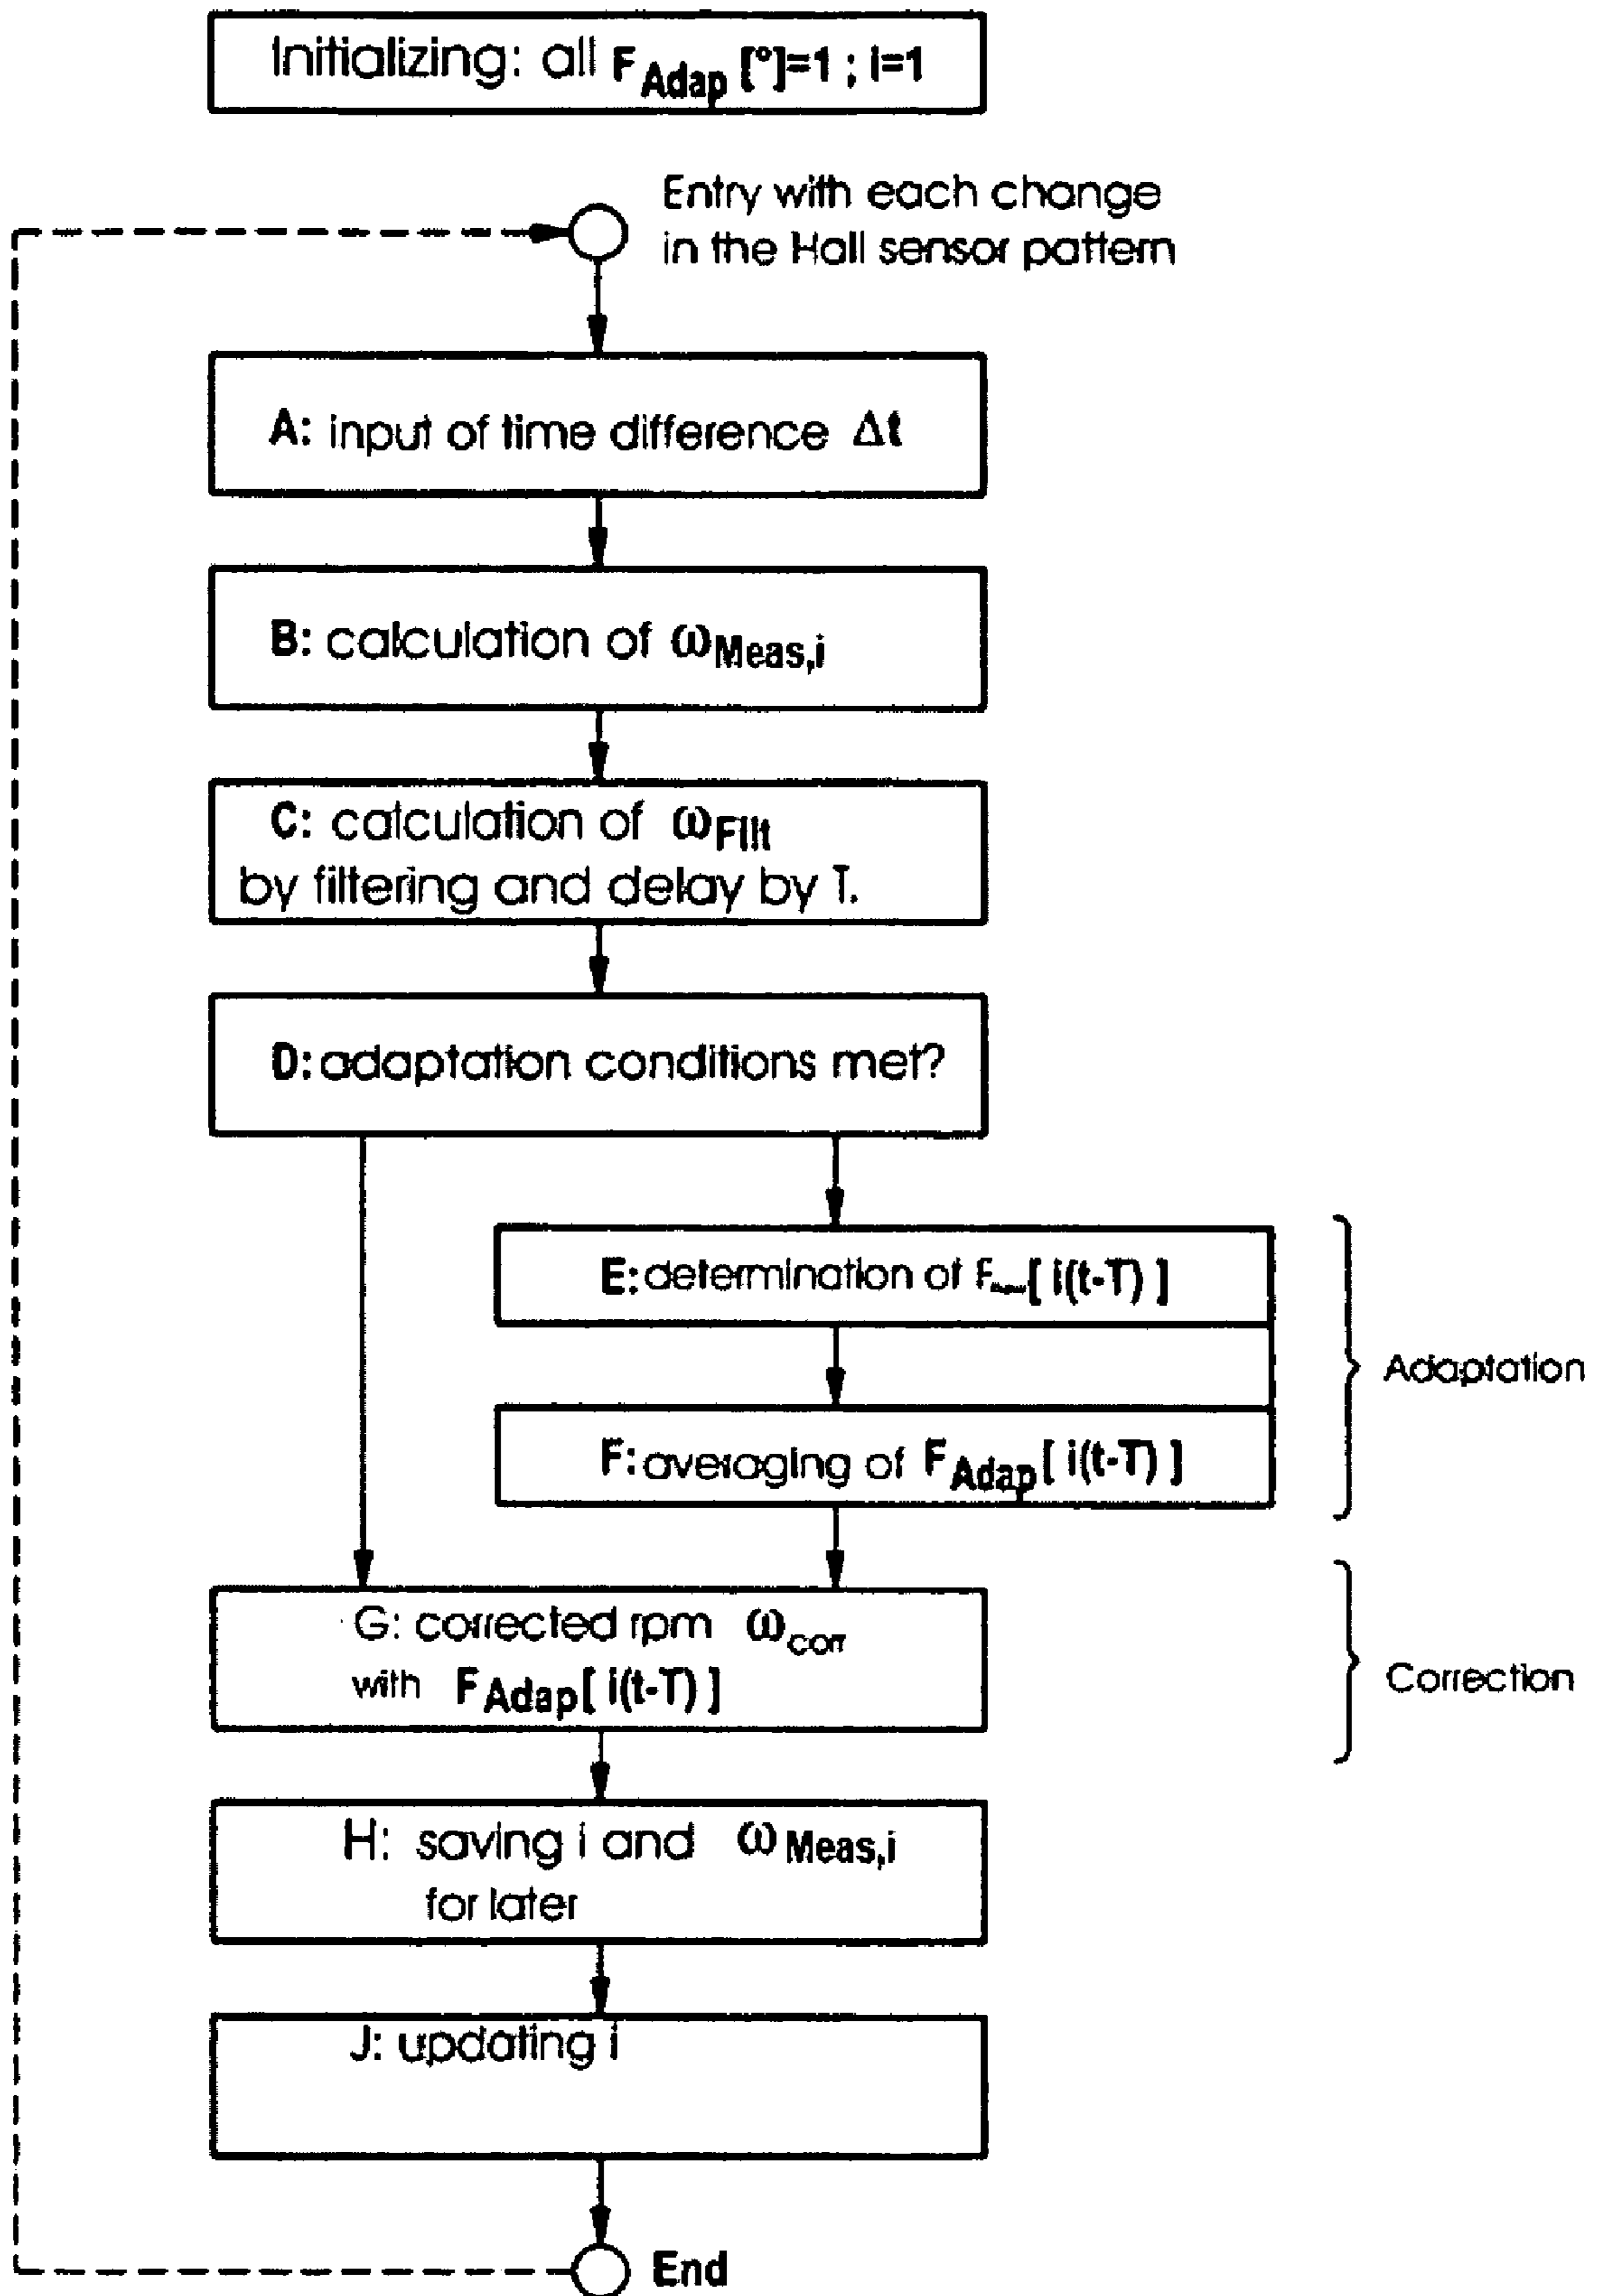 Initializing: all F Adap [°]=1 ; i=1
Entry with each change
in the Hall sensor pattern
A: input of time difference Δt
B: calculation of ω Meas,i
C: calculation of ω Filt
by filtering and delay by T.
D: adaptation conditions met?
E: determination of F [ i(t-T) ]
F: averaging of F Adap [ i(t-T) ]
Adaptation
G: corrected rpm ω corr
with F Adap [ i(t-T) ]
Correction
H: saving i and ω Meas,i
for later
J: updating i
End